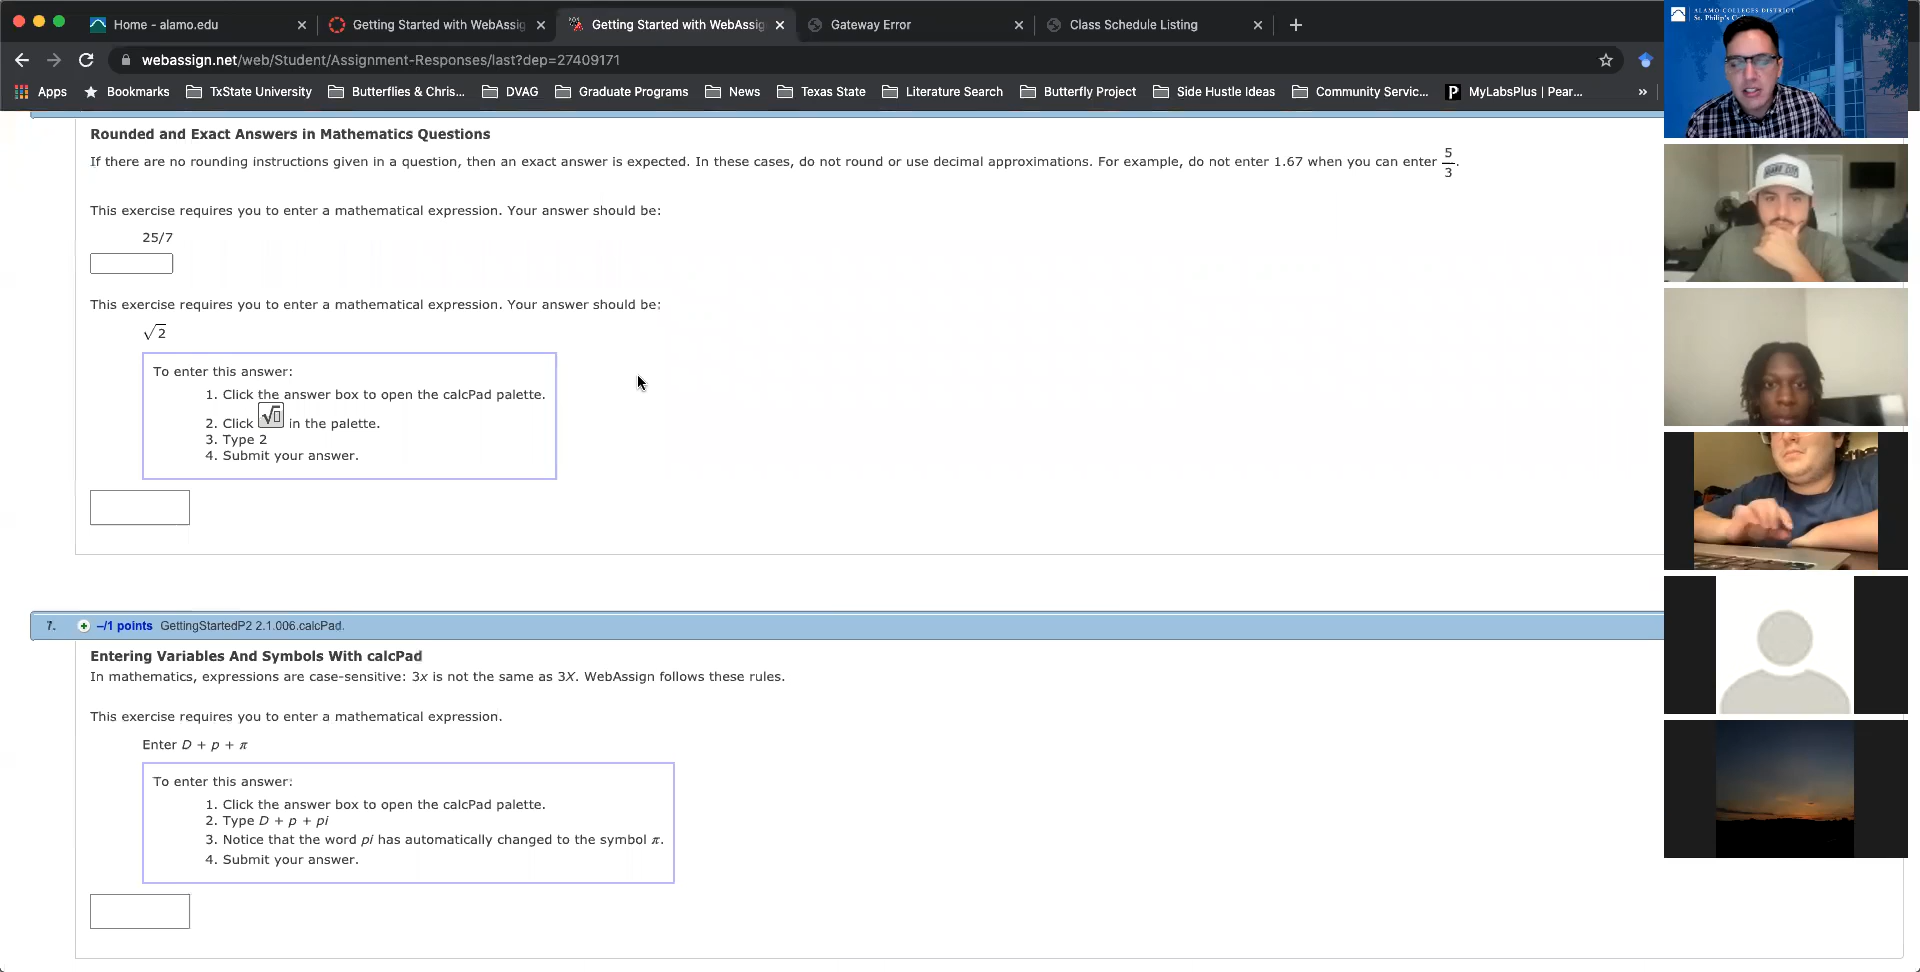 Home - alamo.edu
Getting Started with WebAssig
Getting Started with WebAssig
Gateway Error
Class Schedule Listing
webassign.net/web/Student/Assignment-Responses/last?dep=27409171
Apps Bookmarks TxState University Butterflies & Chris... DVAG Graduate Programs News Texas State Literature Search Butterfly Project Side Hustle Ideas Community Servic... MyLabsPlus | Pear... »
ALAMO COLLEGES DISTRICT
St. Philip's
Rounded and Exact Answers in Mathematics Questions
If there are no rounding instructions given in a question, then an exact answer is expected. In these cases, do not round or use decimal approximations. For example, do not enter 1.67 when you can enter 5/3.
This exercise requires you to enter a mathematical expression. Your answer should be:
25/7
This exercise requires you to enter a mathematical expression. Your answer should be:
√2
To enter this answer:
1. Click the answer box to open the calcPad palette.
2. Click √ in the palette.
3. Type 2
4. Submit your answer.
7. –/1 points GettingStartedP2 2.1.006.calcPad.
Entering Variables And Symbols With calcPad
In mathematics, expressions are case-sensitive: 3x is not the same as 3X. WebAssign follows these rules.
This exercise requires you to enter a mathematical expression.
Enter D + p + π
To enter this answer:
1. Click the answer box to open the calcPad palette.
2. Type D + p + pi
3. Notice that the word pi has automatically changed to the symbol π.
4. Submit your answer.